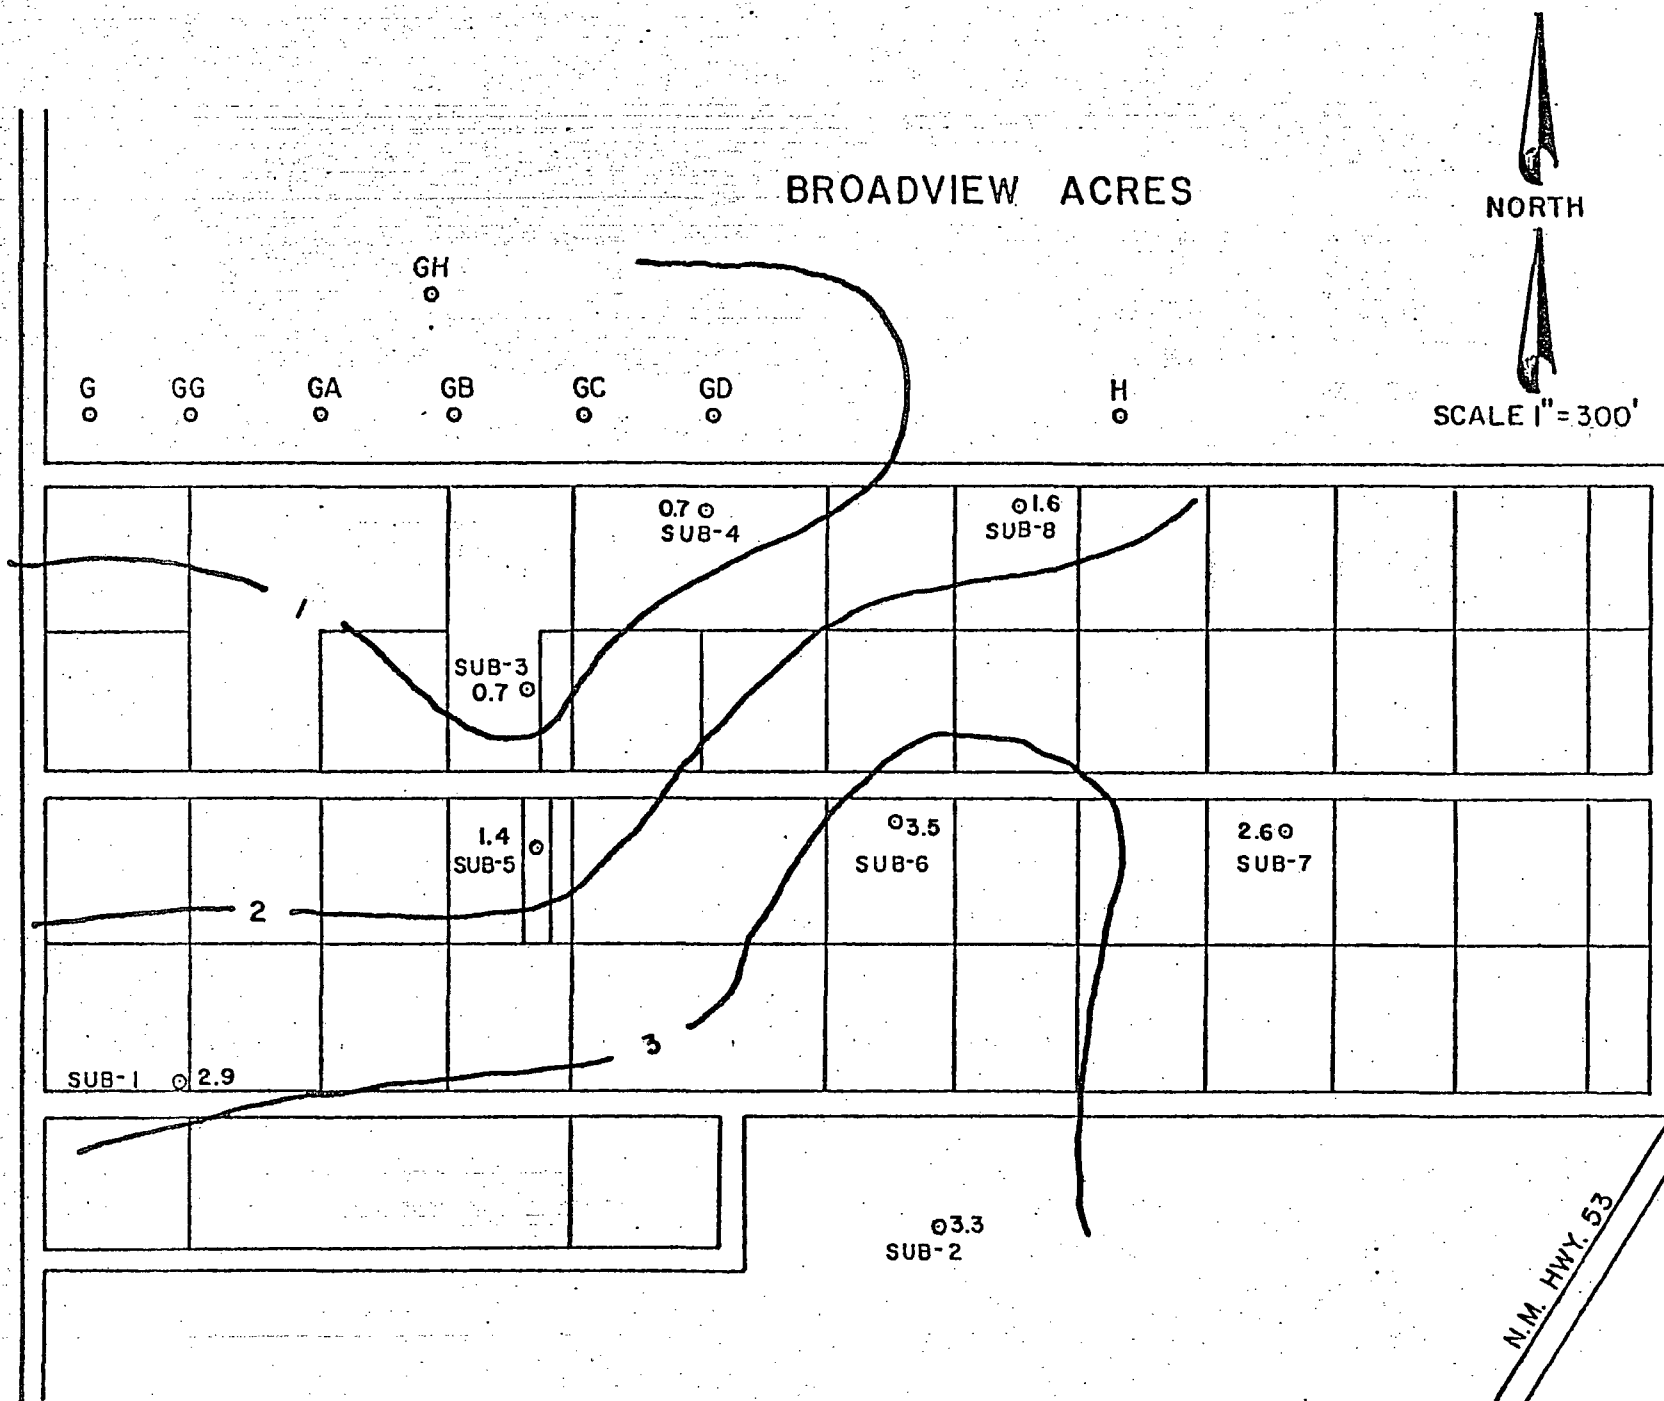 BROADVIEW ACRES
NORTH
SCALE 1" = 300'
GH
G GG GA GB GC GD H
0.7
SUB-4
1.6
SUB-8
1
SUB-3
0.7
1.4
SUB-5
3.5
SUB-6
2.6
SUB-7
2
3
SUB-1 2.9
3.3
SUB-2
N.M. HWY. 53